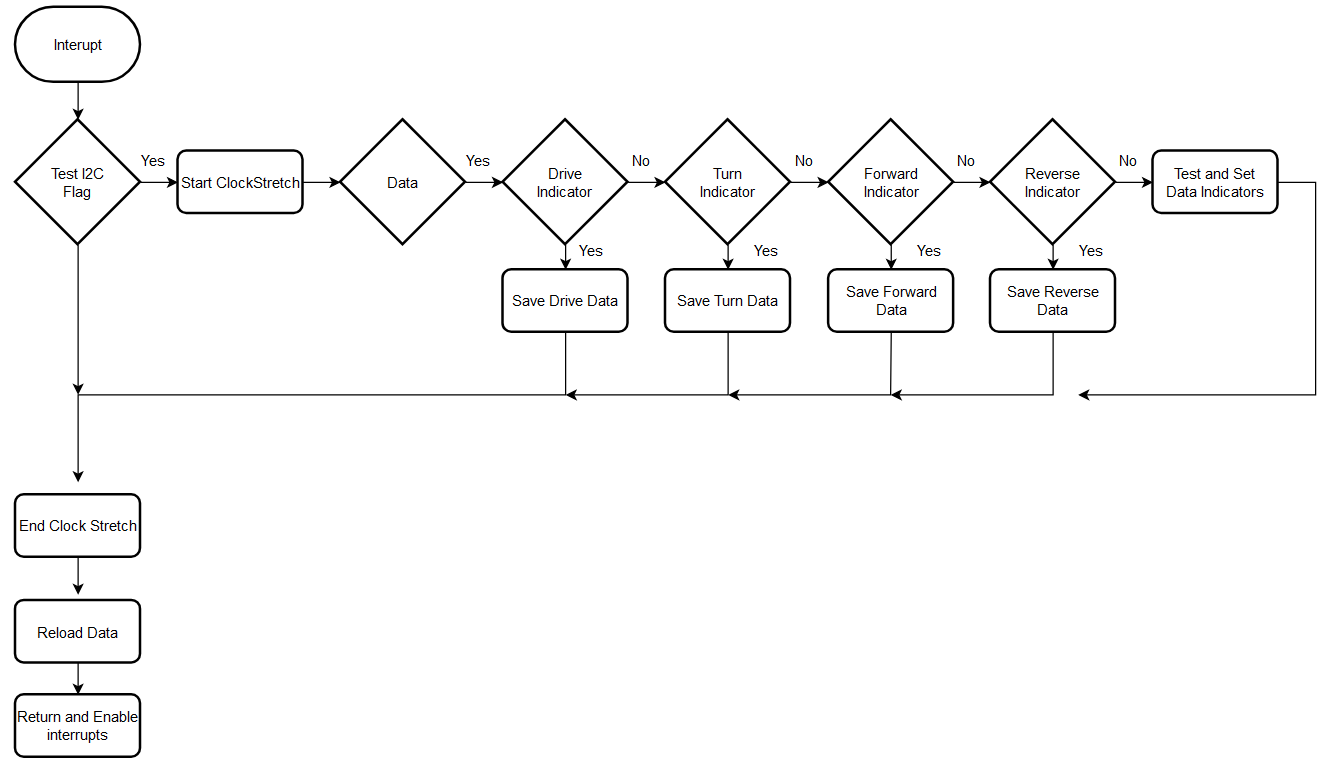 Interupt
Test I2C
Flag
Yes
Start ClockStretch
Data
Yes
Drive
Indicator
No
Turn
Indicator
No
Forward
Indicator
No
Reverse
Indicator
No
Test and Set
Data Indicators
Yes
Yes
Yes
Yes
Save Drive Data
Save Turn Data
Save Forward
Data
Save Reverse
Data
End Clock Stretch
Reload Data
Return and Enable
interrupts